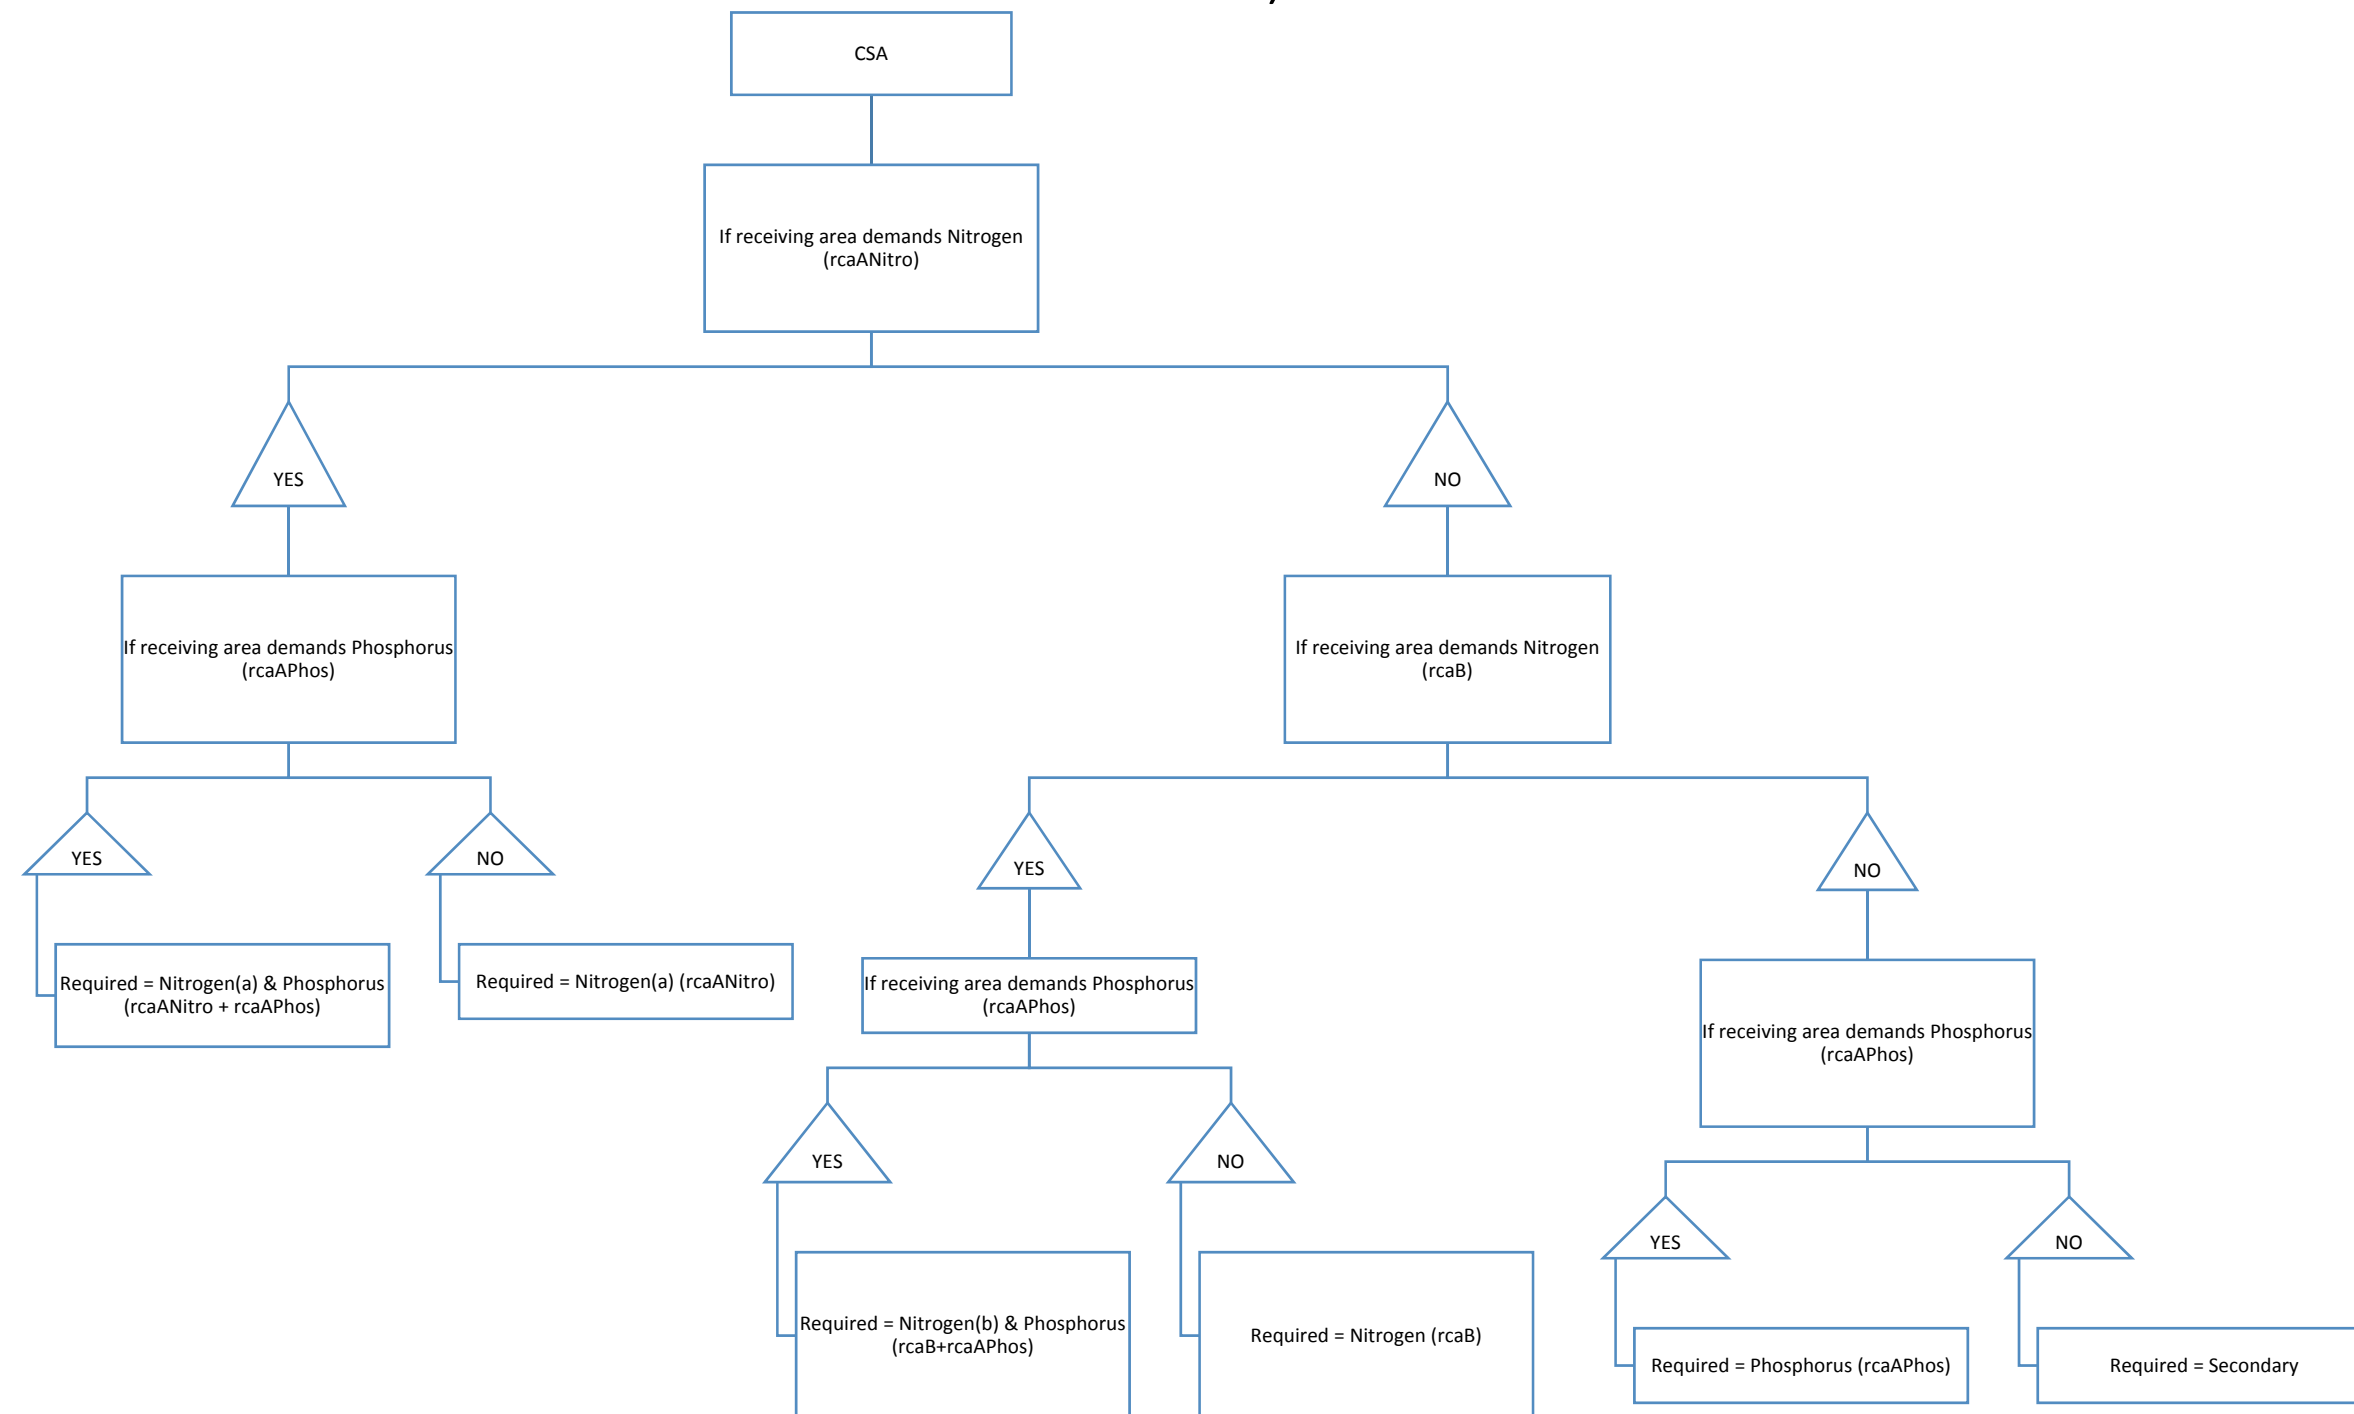 CSA
If receiving area demands Nitrogen
(rcaANitro)
YES
NO
If receiving area demands Phosphorus
(rcaAPhos)
If receiving area demands Nitrogen
(rcaB)
YES
NO
YES
NO
Required = Nitrogen(a) & Phosphorus
(rcaANitro + rcaAPhos)
Required = Nitrogen(a) (rcaANitro)
If receiving area demands Phosphorus
(rcaAPhos)
If receiving area demands Phosphorus
(rcaAPhos)
YES
NO
YES
NO
Required = Nitrogen(b) & Phosphorus
(rcaB+rcaAPhos)
Required = Nitrogen (rcaB)
Required = Phosphorus (rcaAPhos)
Required = Secondary